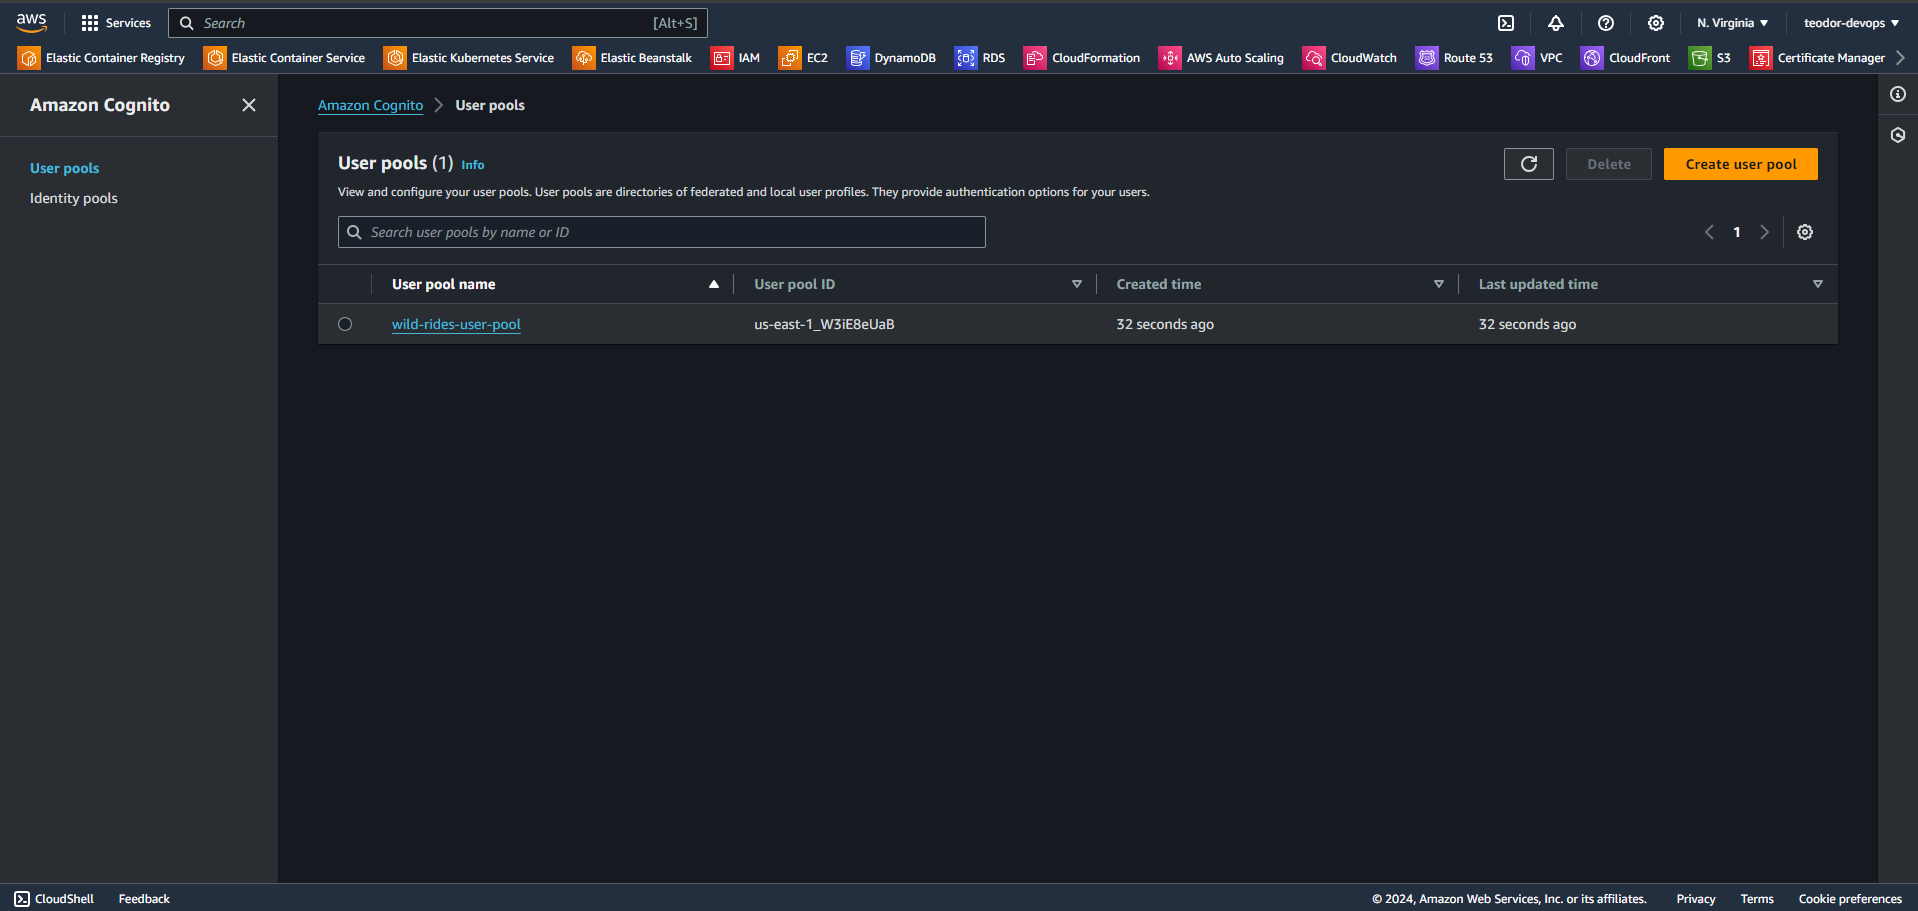 aws Services Search [Alt+S] N. Virginia teodor-devops
Elastic Container Registry Elastic Container Service Elastic Kubernetes Service Elastic Beanstalk IAM EC2 DynamoDB RDS CloudFormation AWS Auto Scaling CloudWatch Route 53 VPC CloudFront S3 Certificate Manager
Amazon Cognito
User pools
Identity pools
Amazon Cognito User pools
User pools (1) Info
Delete Create user pool
View and configure your user pools. User pools are directories of federated and local user profiles. They provide authentication options for your users.
Search user pools by name or ID
1
User pool name User pool ID Created time Last updated time
wild-rides-user-pool us-east-1_W3iE8eUaB 32 seconds ago 32 seconds ago
CloudShell Feedback © 2024, Amazon Web Services, Inc. or its affiliates. Privacy Terms Cookie preferences